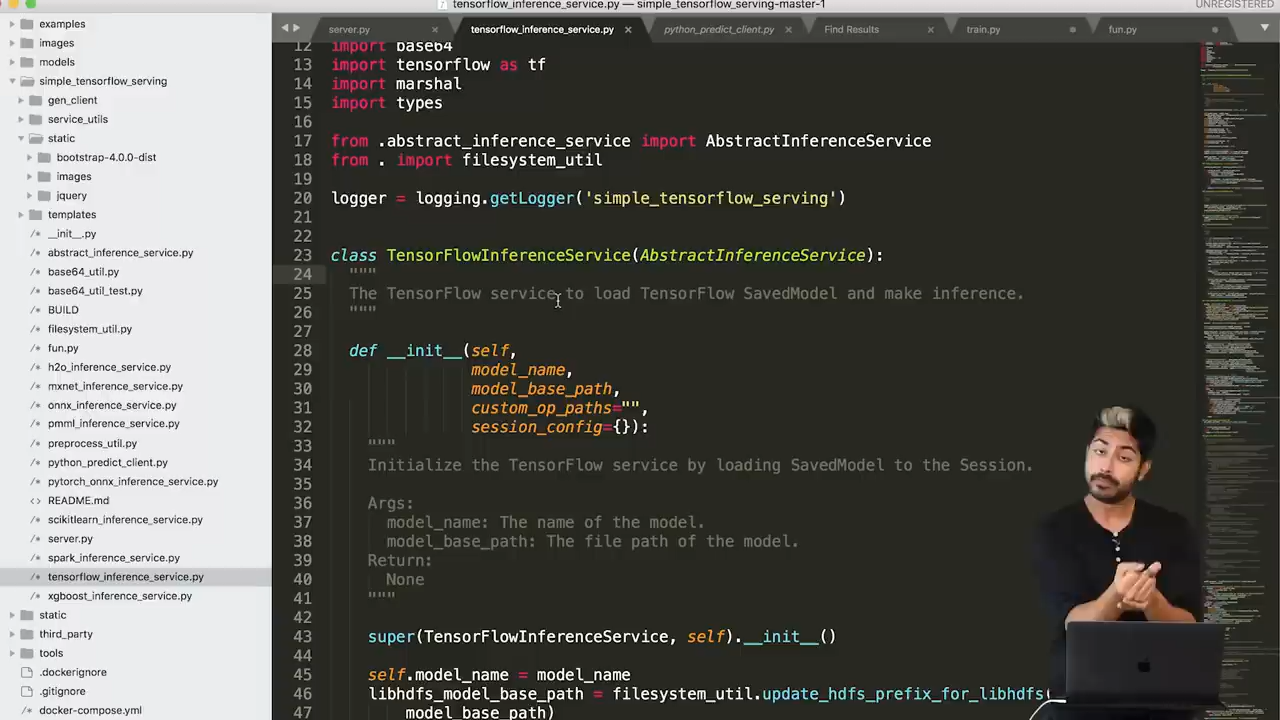 tensorflow_inference_service.py — simple_tensorflow_serving-master-1
UNREGISTERED
examples
images
models
simple_tensorflow_serving
gen_client
service_utils
static
bootstrap-4.0.0-dist
images
jquery
templates
__init__.py
abstract_inference_service.py
base64_util.py
base64_util_test.py
BUILD
filesystem_util.py
fun.py
h2o_inference_service.py
mxnet_inference_service.py
onnx_inference_service.py
pmml_inference_service.py
preprocess_util.py
python_predict_client.py
pytorch_onnx_inference_service.py
README.md
scikitlearn_inference_service.py
server.py
spark_inference_service.py
tensorflow_inference_service.py
xgboost_inference_service.py
static
third_party
tools
.dockerignore
.gitignore
docker-compose.yml
server.py
tensorflow_inference_service.py
python_predict_client.py
Find Results
train.py
fun.py
12 import base64
13 import tensorflow as tf
14 import marshal
15 import types
16
17 from .abstract_inference_service import AbstractInferenceService
18 from . import filesystem_util
19
20 logger = logging.getLogger('simple_tensorflow_serving')
21
22
23 class TensorFlowInferenceService(AbstractInferenceService):
24 """
25 The TensorFlow service to load TensorFlow SavedModel and make inference.
26 """
27
28 def __init__(self,
29 model_name,
30 model_base_path,
31 custom_op_paths="",
32 session_config={}):
33 """
34 Initialize the TensorFlow service by loading SavedModel to the Session.
35
36 Args:
37 model_name: The name of the model.
38 model_base_path: The file path of the model.
39 Return:
40 None
41 """
42
43 super(TensorFlowInferenceService, self).__init__()
44
45 self.model_name = model_name
46 libhdfs_model_base_path = filesystem_util.update_hdfs_prefix_for_libhdfs(
47 model_base_path)